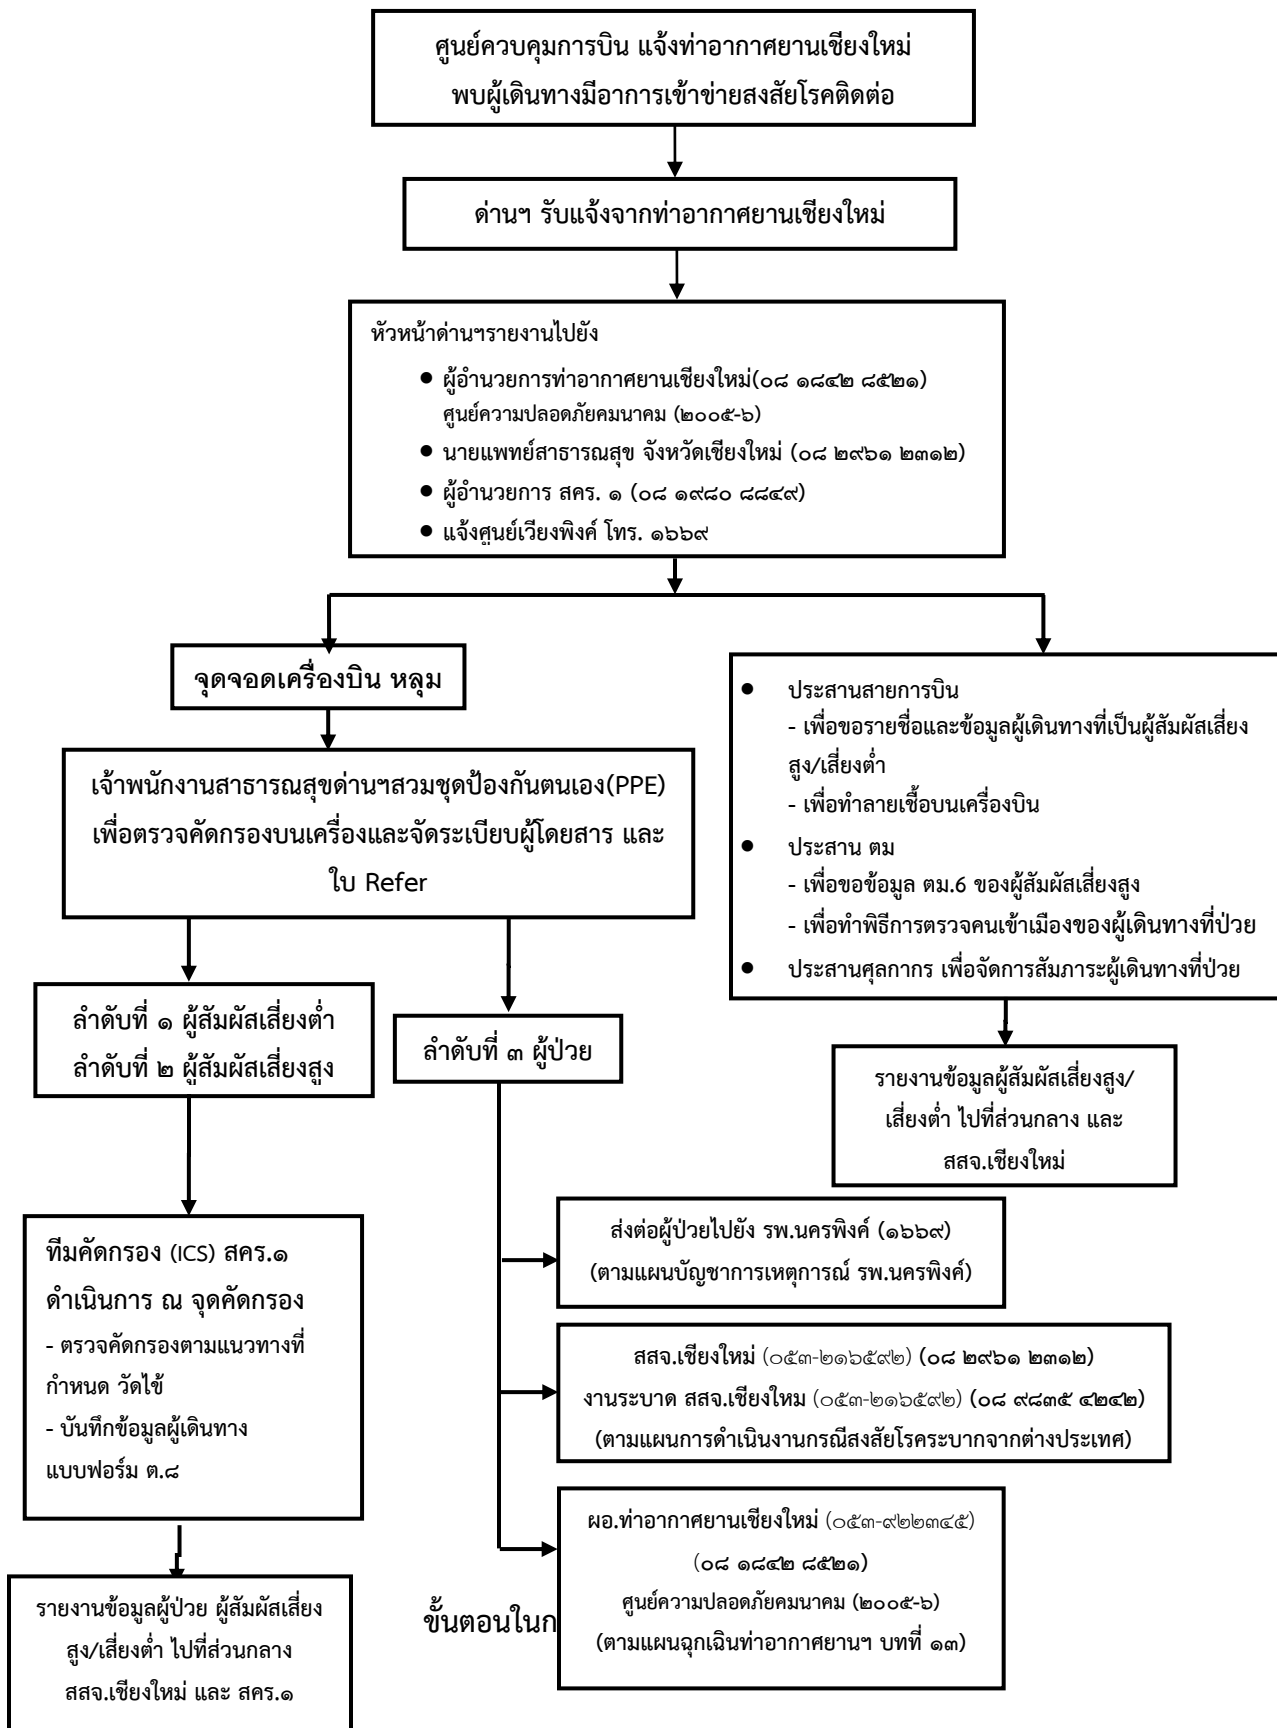 ศูนย์ควบคุมการบิน แจ้งท่าอากาศยานเชียงใหม่
พบผู้เดินทางมีอาการเข้าข่ายสงสัยโรคติดต่อ
ด่านฯ รับแจ้งจากท่าอากาศยานเชียงใหม่
หัวหน้าด่านฯรายงานไปยัง
● ผู้อำนวยการท่าอากาศยานเชียงใหม่(๐๘ ๑๘๔๒ ๘๕๒๑)
ศูนย์ความปลอดภัยคมนาคม (๒๐๐๕-๖)
● นายแพทย์สาธารณสุข จังหวัดเชียงใหม่ (๐๘ ๒๙๖๑ ๒๓๑๒)
● ผู้อำนวยการ สคร. ๑ (๐๘ ๑๙๘๐ ๘๘๔๙)
● แจ้งศูนย์เวียงพิงค์ โทร. ๑๖๖๙
จุดจอดเครื่องบิน หลุม
เจ้าพนักงานสาธารณสุขด่านฯสวมชุดป้องกันตนเอง(PPE)
เพื่อตรวจคัดกรองบนเครื่องและจัดระเบียบผู้โดยสาร และ
ใบ Refer
● ประสานสายการบิน
- เพื่อขอรายชื่อและข้อมูลผู้เดินทางที่เป็นผู้สัมผัสเสี่ยง
สูง/เสี่ยงต่ำ
- เพื่อทำลายเชื้อบนเครื่องบิน
● ประสาน ตม
- เพื่อขอข้อมูล ตม.6 ของผู้สัมผัสเสี่ยงสูง
- เพื่อทำพิธีการตรวจคนเข้าเมืองของผู้เดินทางที่ป่วย
● ประสานศุลกากร เพื่อจัดการสัมภาระผู้เดินทางที่ป่วย
ลำดับที่ ๑ ผู้สัมผัสเสี่ยงต่ำ
ลำดับที่ ๒ ผู้สัมผัสเสี่ยงสูง
ลำดับที่ ๓ ผู้ป่วย
รายงานข้อมูลผู้สัมผัสเสี่ยงสูง/
เสี่ยงต่ำ ไปที่ส่วนกลาง และ
สสจ.เชียงใหม่
ทีมคัดกรอง (ICS) สคร.๑
ดำเนินการ ณ จุดคัดกรอง
- ตรวจคัดกรองตามแนวทางที่
กำหนด วัดไข้
- บันทึกข้อมูลผู้เดินทาง
แบบฟอร์ม ต.๘
ส่งต่อผู้ป่วยไปยัง รพ.นครพิงค์ (๑๖๖๙)
(ตามแผนบัญชาการเหตุการณ์ รพ.นครพิงค์)
สสจ.เชียงใหม่ (๐๕๓-๒๑๖๕๙๒) (๐๘ ๒๙๖๑ ๒๓๑๒)
งานระบาด สสจ.เชียงใหม (๐๕๓-๒๑๖๕๙๒) (๐๘ ๙๘๓๕ ๔๒๔๒)
(ตามแผนการดำเนินงานกรณีสงสัยโรคระบากจากต่างประเทศ)
ผอ.ท่าอากาศยานเชียงใหม่ (๐๕๓-๙๒๒๓๔๕)
(๐๘ ๑๘๔๒ ๘๕๒๑)
ศูนย์ความปลอดภัยคมนาคม (๒๐๐๕-๖)
(ตามแผนฉุกเฉินท่าอากาศยานฯ บทที่ ๑๓)
ขั้นตอนในก
รายงานข้อมูลผู้ป่วย ผู้สัมผัสเสี่ยง
สูง/เสี่ยงต่ำ ไปที่ส่วนกลาง
สสจ.เชียงใหม่ และ สคร.๑